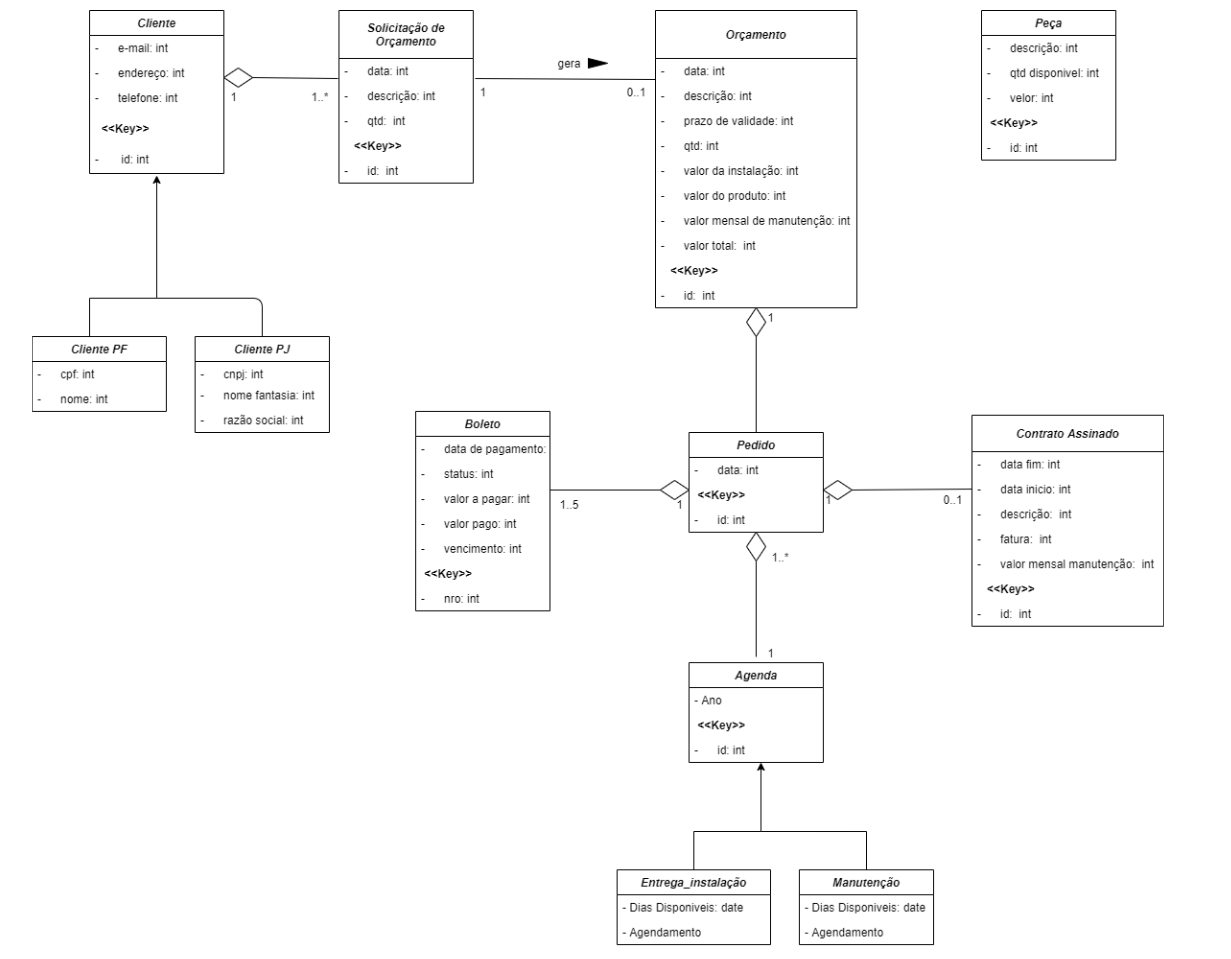 Cliente
- e-mail: int
- endereço: int
- telefone: int
<<Key>>
- id: int
1
1..*
Solicitação de
Orçamento
- data: int
- descrição: int
- qtd: int
<<Key>>
- id: int
gera
1
0..1
Orçamento
- data: int
- descrição: int
- prazo de validade: int
- qtd: int
- valor da instalação: int
- valor do produto: int
- valor mensal de manutenção: int
- valor total: int
<<Key>>
- id: int
1
Peça
- descrição: int
- qtd disponivel: int
- velor: int
<<Key>>
- id: int
Cliente PF
- cpf: int
- nome: int
Cliente PJ
- cnpj: int
- nome fantasia: int
- razão social: int
Boleto
- data de pagamento:
- status: int
- valor a pagar: int
- valor pago: int
- vencimento: int
<<Key>>
- nro: int
1..5
1
Pedido
- data: int
<<Key>>
- id: int
1
0..1
1..*
1
Contrato Assinado
- data fim: int
- data inicio: int
- descrição: int
- fatura: int
- valor mensal manutenção: int
<<Key>>
- id: int
Agenda
- Ano
<<Key>>
- id: int
Entrega_instalação
- Dias Disponiveis: date
- Agendamento
Manutenção
- Dias Disponiveis: date
- Agendamento